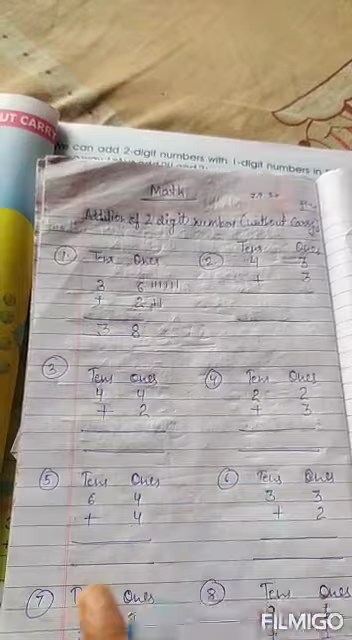 UT CARRY
We can add 2-digit numbers with 1-digit numbers in
Math
Addition of 2 digit number (without carry)
① Tens Ones
3 6
+ 2
3 8
② Tens Ones
4 3
+ 3
③ Tens Ones
4 4
+ 2
④ Tens Ones
2 2
+ 3
⑤ Tens Ones
6 4
+ 4
⑥ Tens Ones
3 3
+ 2
⑦ Ones
⑧ Tens Ones
FILMIGO